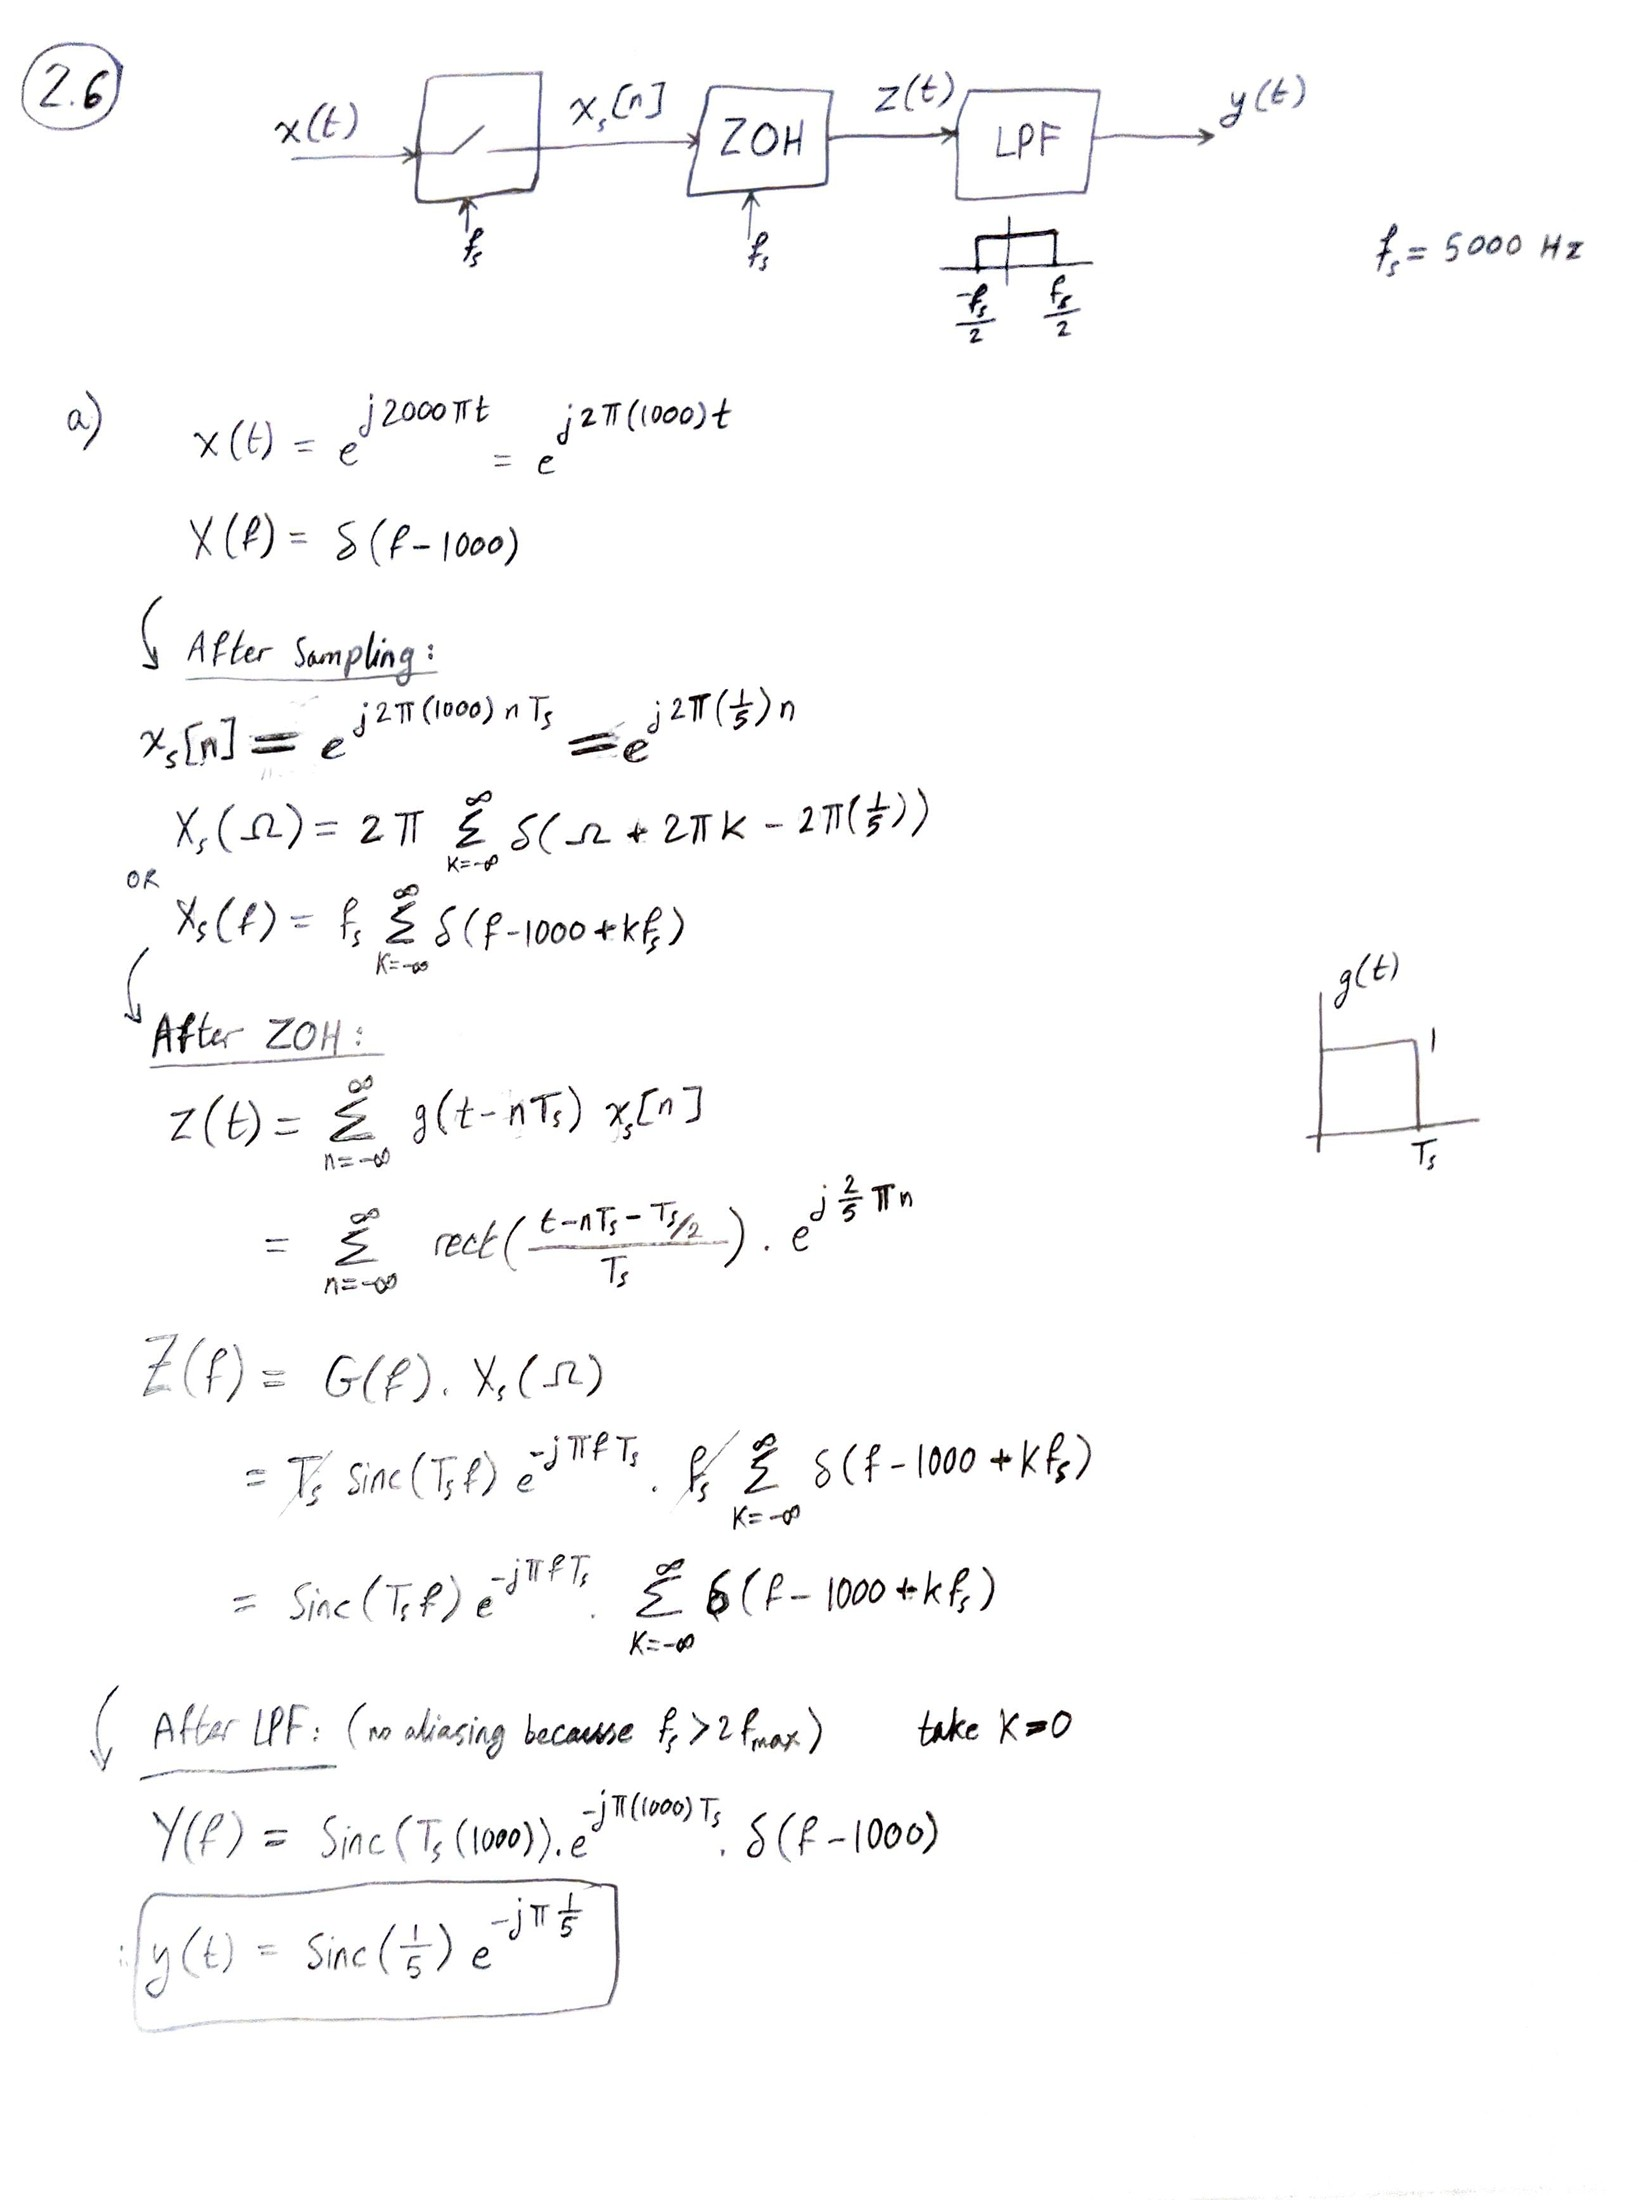 2.6
x(t)
x_s[n]
ZOH
z(t)
LPF
y(t)
f_s
f_s
-f_s/2
f_s/2
f_s = 5000 Hz
a) x(t) = e^{j2000πt} = e^{j2π(1000)t}
X(f) = δ(f-1000)
After Sampling:
x_s[n] = e^{j2π(1000)nT_s} = e^{j2π(1/5)n}
X_s(Ω) = 2π Σ_{k=-∞}^{∞} δ(Ω + 2πk - 2π(1/5))
OR
X_s(f) = f_s Σ_{k=-∞}^{∞} δ(f-1000+kf_s)
g(t)
1
T_s
After ZOH:
z(t) = Σ_{n=-∞}^{∞} g(t-nT_s) x_s[n]
= Σ_{n=-∞}^{∞} rect((t-nT_s-T_s/2)/T_s) . e^{j(2/5)πn}
Z(f) = G(f). X_s(Ω)
= T_s Sinc(T_s f) e^{-jπfT_s} . f_s Σ_{k=-∞}^{∞} δ(f-1000+kf_s)
= Sinc(T_s f) e^{-jπfT_s} . Σ_{k=-∞}^{∞} δ(f-1000+kf_s)
After LPF: (no aliasing because f_s > 2f_max) take k=0
Y(f) = Sinc(T_s(1000)).e^{-jπ(1000)T_s} . δ(f-1000)
∴ y(t) = Sinc(1/5) e^{-jπ1/5}